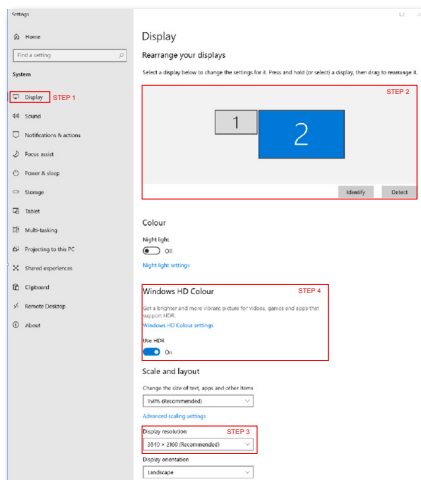 Settings
Home
Find a setting
System
Display
STEP 1
Sound
Notifications & actions
Focus assist
Power & sleep
Storage
Tablet
Multi-tasking
Projecting to this PC
Shared experiences
Clipboard
Remote Desktop
About
Display
Rearrange your displays
Select a display below to change the settings for it. Press and hold (or select) a display, then drag to rearrange it.
STEP 2
1
2
Identify
Detect
Colour
Night light
Off
Night light settings
Windows HD Colour
STEP 4
Get a brighter and more vibrant picture for videos, games and apps that
support HDR.
Windows HD Colour settings
Use HDR
On
Scale and layout
Change the size of text, apps and other items
150% (Recommended)
Advanced scaling settings
Display resolution
STEP 3
3840 × 2160 (Recommended)
Display orientation
Landscape